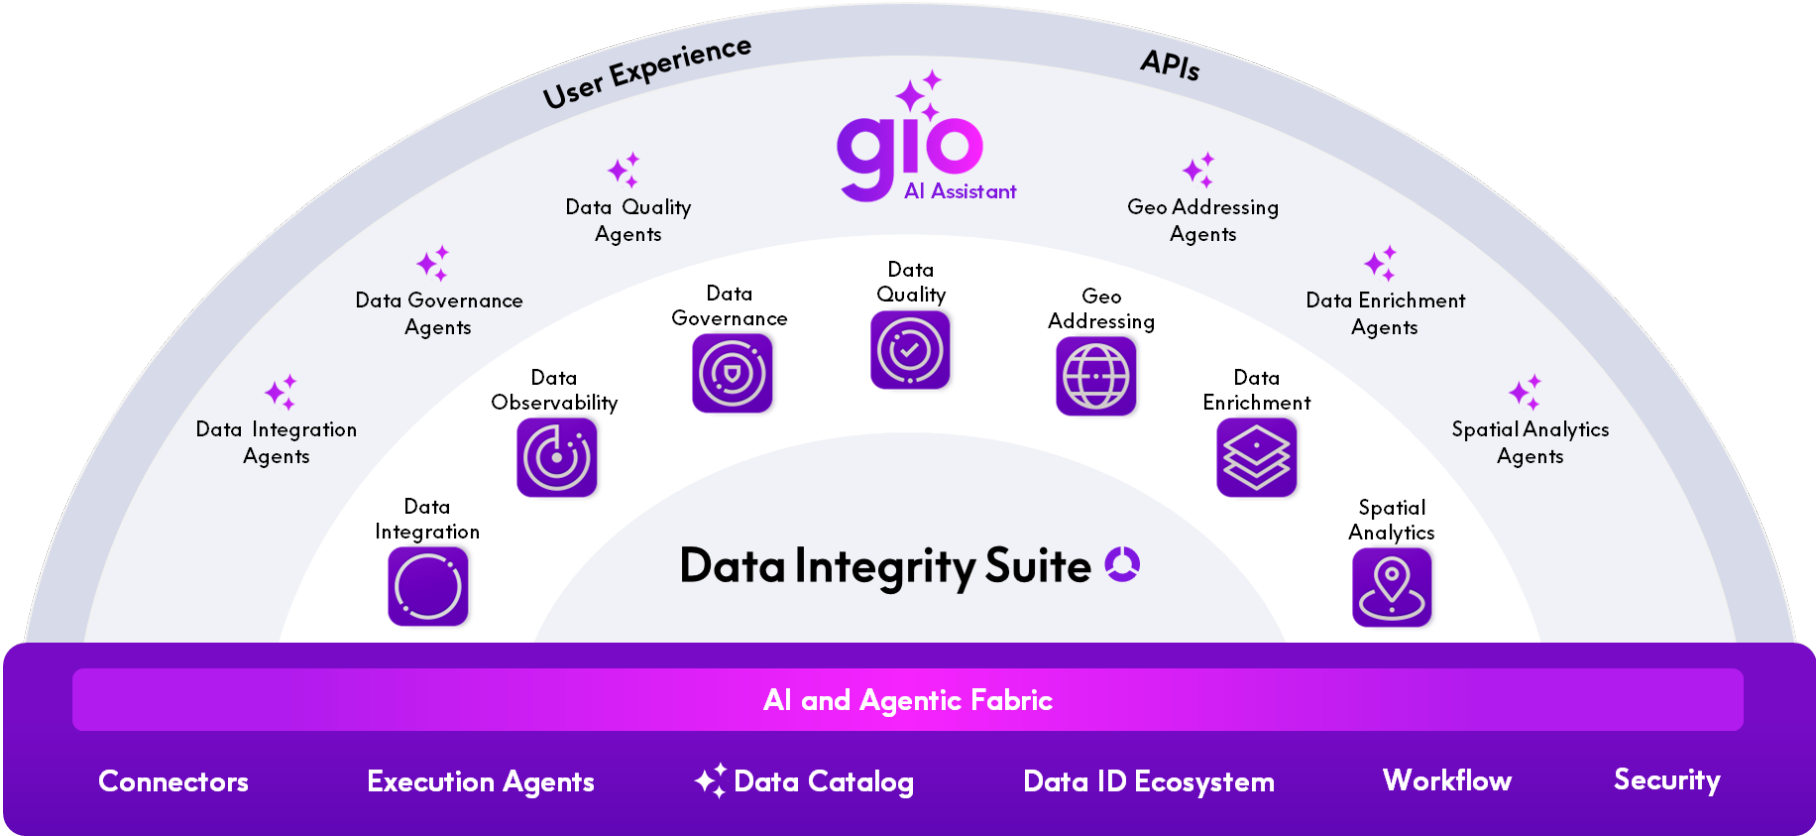 User Experience
APIs
gio
AI Assistant
Data Quality
Agents
Geo Addressing
Agents
Data Governance
Agents
Data Enrichment
Agents
Data Integration
Agents
Spatial Analytics
Agents
Data
Quality
Data
Governance
Geo
Addressing
Data
Observability
Data
Enrichment
Data
Integration
Spatial
Analytics
Data Integrity Suite
AI and Agentic Fabric
Connectors
Execution Agents
Data Catalog
Data ID Ecosystem
Workflow
Security